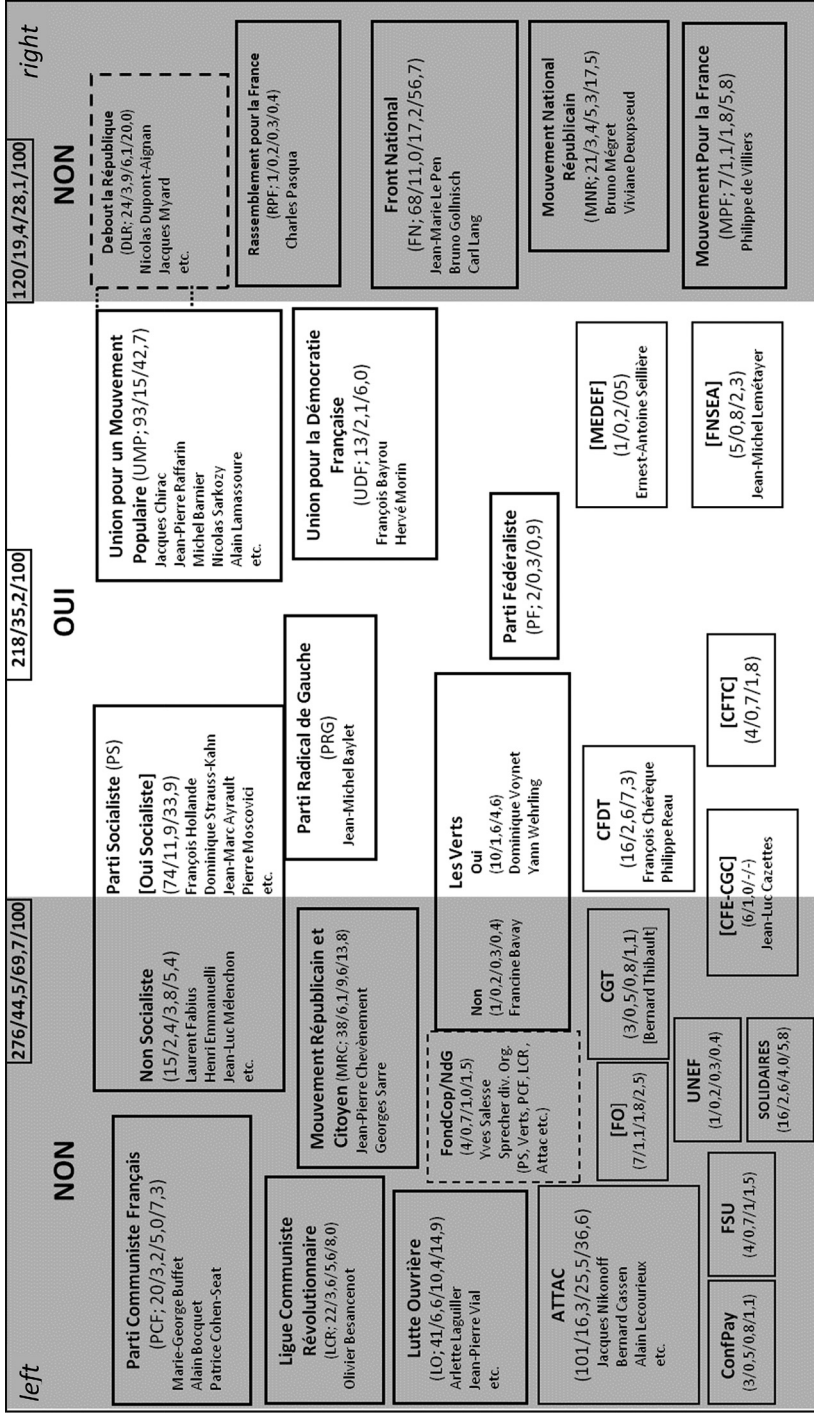 left
right
276/44,5/69,7/100
218/35,2/100
120/19,4/28,1/100
NON
OUI
NON
Parti Communiste Français
(PCF; 20/3,2/5,0/7,3)
Marie-George Buffet
Alain Bocquet
Patrice Cohen-Seat
Ligue Communiste
Révolutionnaire
(LCR; 22/3,6/5,6/8,0)
Olivier Besancenot
Lutte Ouvrière
(LO; 41/6,6/10,4/14,9)
Arlette Laguiller
Jean-Pierre Vial
etc.
ATTAC
(101/16,3/25,5/36,6)
Jacques Nikonoff
Bernard Cassen
Alain Lecourieux
etc.
ConfPay
(3/0,5/0,8/1,1)
FSU
(4/0,7/1/1,5)
Parti Socialiste (PS)
Non Socialiste
(15/2,4/3,8/5,4)
Laurent Fabius
Henri Emmanuelli
Jean-Luc Mélenchon
etc.
[Oui Socialiste]
(74/11,9/33,9)
François Hollande
Dominique Strauss-Kahn
Jean-Marc Ayrault
Pierre Moscovici
etc.
Mouvement Républicain et
Citoyen (MRC: 38/6,1/9,6/13,8)
Jean-Pierre Chevènement
Georges Sarre
FondCop/NdG
(4/0,7/1,0/1,5)
Yves Salesse
Sprecher div. Org.
(PS, Verts, PCF, LCR,
Attac etc.)
[FO]
(7/1,1/1,8/2,5)
UNEF
(1/0,2/0,3/0,4)
SOLIDAIRES
(16/2,6/4,0/5,8)
CGT
(3/0,5/0,8/1,1)
[Bernard Thibault]
Les Verts
Non
(1/0,2/0,3/0,4)
Francine Bavay
Oui
(10/1,6/4,6)
Dominique Voynet
Yann Wehrling
Parti Radical de Gauche
(PRG)
Jean-Michel Baylet
CFDT
(16/2,6/7,3)
François Chérèque
Philippe Reau
[CFE-CGC]
(6/1,0/-/-)
Jean-Luc Cazettes
[CFTC]
(4/0,7/1,8)
Parti Fédéraliste
(PF; 2/0,3/0,9)
Union pour un Mouvement
Populaire (UMP; 93/15/42,7)
Jacques Chirac
Jean-Pierre Raffarin
Michel Barnier
Nicolas Sarkozy
Alain Lamassoure
etc.
Union pour la Démocratie
Française
(UDF; 13/2,1/6,0)
François Bayrou
Hervé Morin
[MEDEF]
(1/0,2/05)
Ernest-Antoine Seillière
[FNSEA]
(5/0,8/2,3)
Jean-Michel Lemétayer
Debout la République
(DLR; 24/3,9/6,1/20,0)
Nicolas Dupont-Aignan
Jacques Myard
etc.
Rassemblement pour la France
(RPF; 1/0,2/0,3/0,4)
Charles Pasqua
Front National
(FN; 68/11,0/17,2/56,7)
Jean-Marie Le Pen
Bruno Gollnisch
Carl Lang
Mouvement National
Républicain
(MNR; 21/3,4/5,3/17,5)
Bruno Mégret
Viviane Deuxpseud
Mouvement Pour la France
(MPF; 7/1,1/1,8/5,8)
Philippe de Villiers